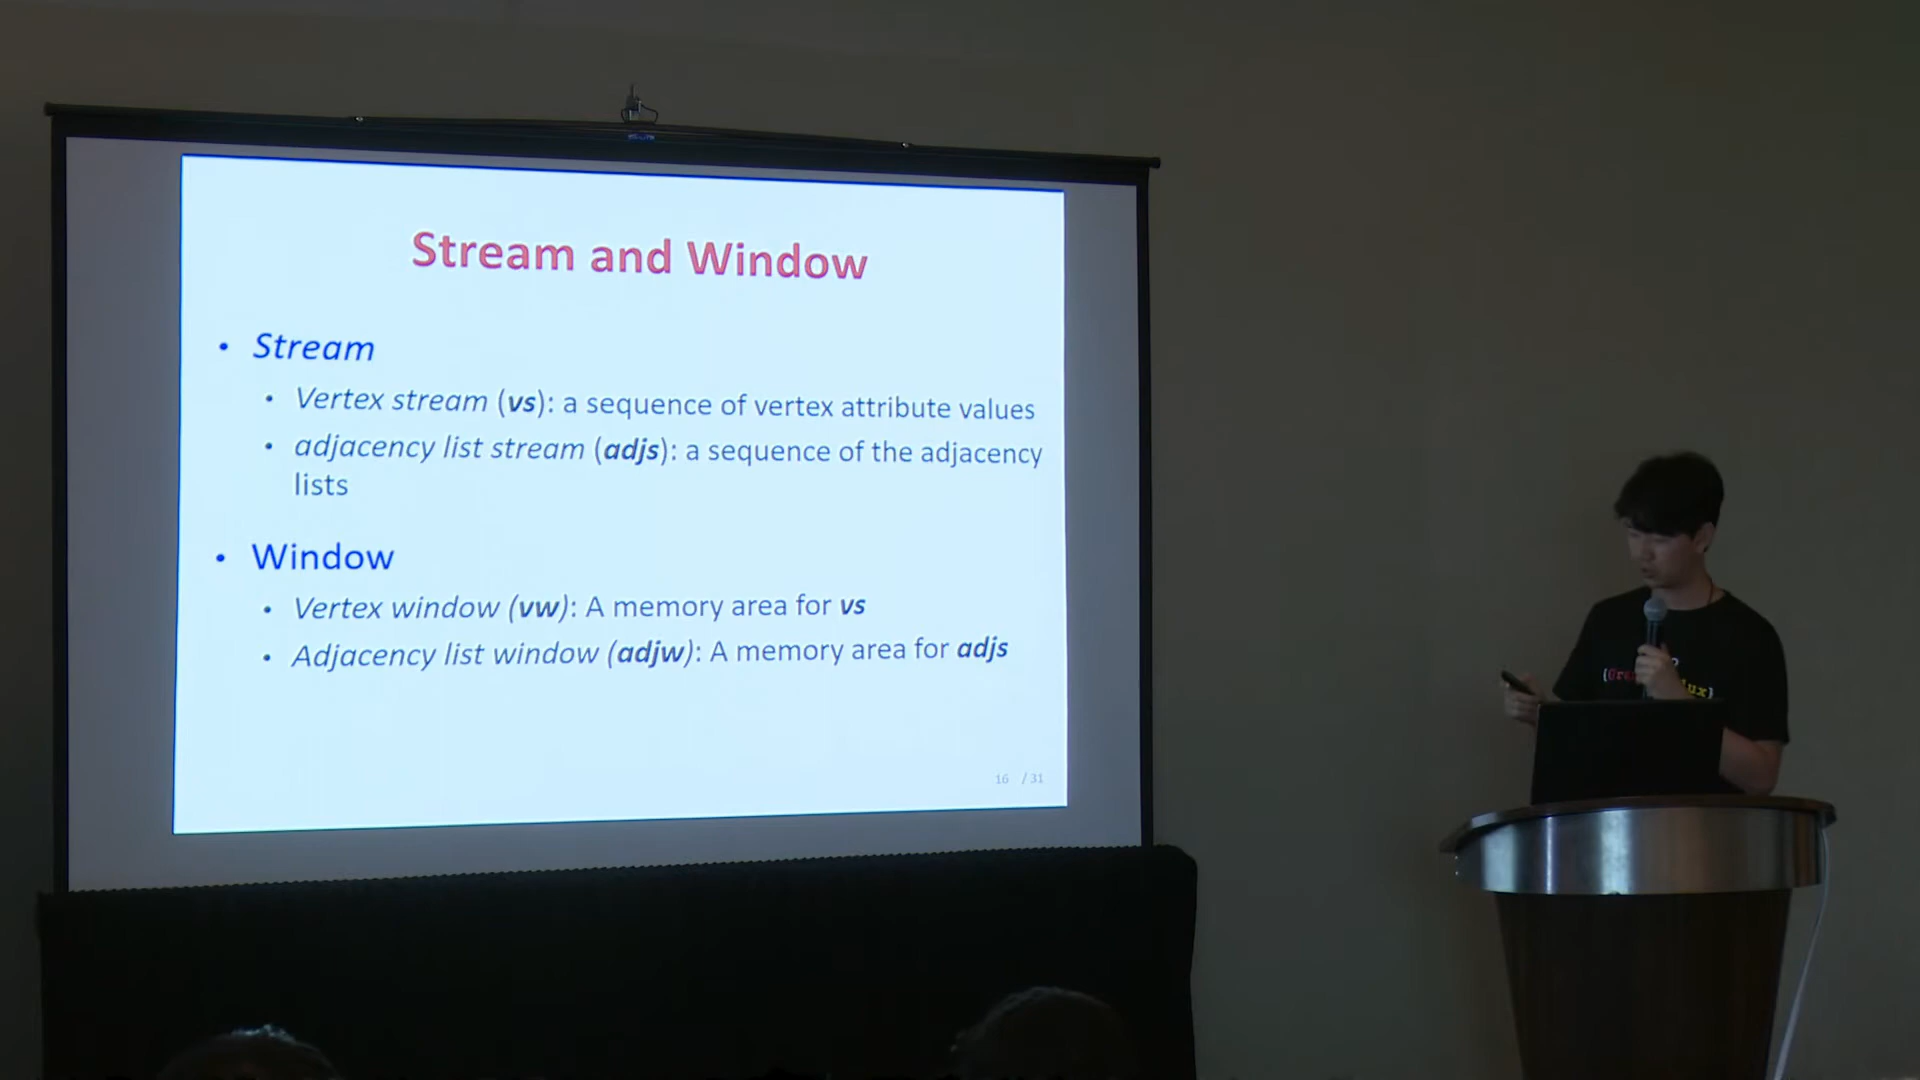 Stream and Window
• Stream
• Vertex stream (vs): a sequence of vertex attribute values
• adjacency list stream (adjs): a sequence of the adjacency
lists
• Window
• Vertex window (vw): A memory area for vs
• Adjacency list window (adjw): A memory area for adjs
16 / 31